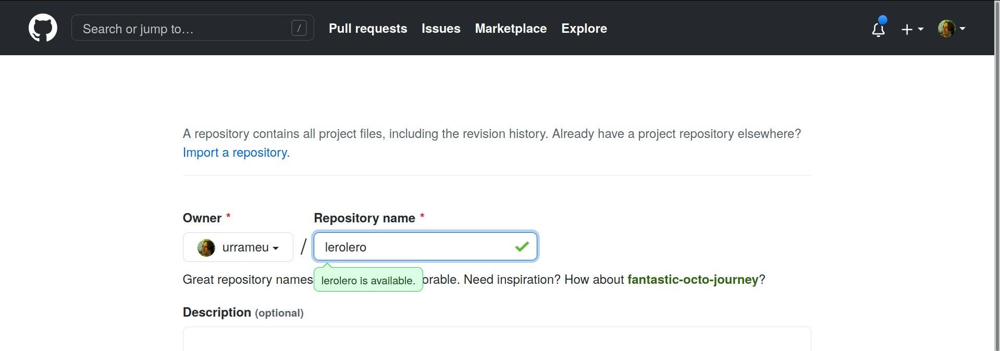 Search or jump to…
/
Pull requests Issues Marketplace Explore
A repository contains all project files, including the revision history. Already have a project repository elsewhere?
Import a repository.
Owner * Repository name *
urrameu / lerolero
Great repository names orable. Need inspiration? How about fantastic-octo-journey?
lerolero is available.
Description (optional)